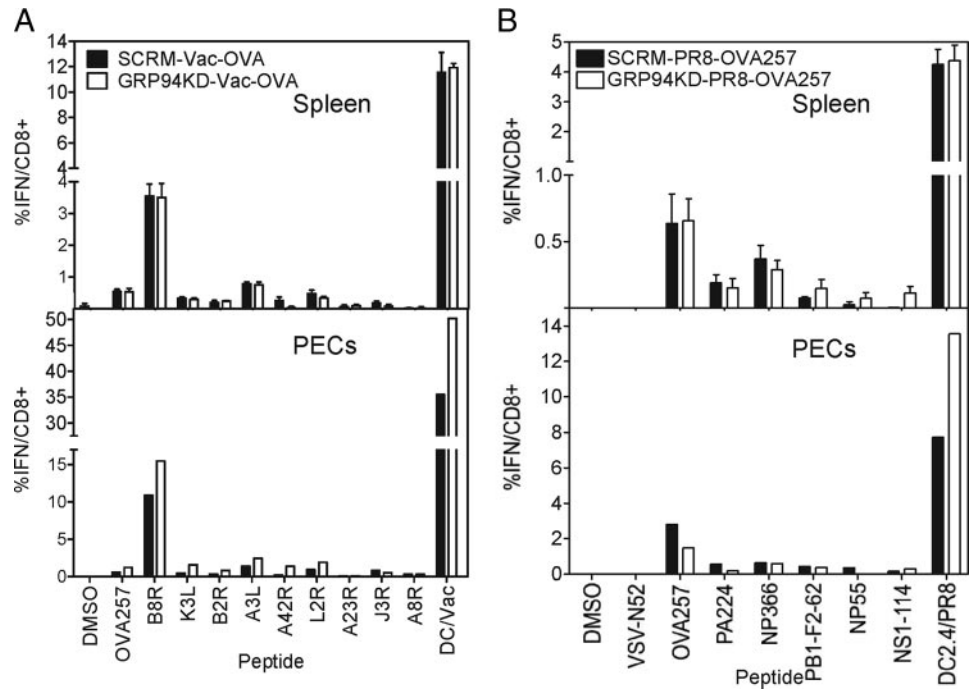 A
14
12
10
8
6
4
4
3
2
1
%IFN/CD8+
SCRM-Vac-OVA
GRP94KD-Vac-OVA
Spleen
50
45
40
35
30
15
10
5
0
%IFN/CD8+
PECs
DMSO
OVA257
B8R
K3L
B2R
A3L
A42R
L2R
A23R
J3R
A8R
DC/Vac
Peptide
B
6
5
4
3
2
1.0
0.5
%IFN/CD8+
SCRM-PR8-OVA257
GRP94KD-PR8-OVA257
Spleen
14
12
10
8
6
4
2
0
%IFN/CD8+
PECs
DMSO
VSV-N52
OVA257
PA224
NP366
PB1-F2-62
NP55
NS1-114
DC2.4/PR8
Peptide